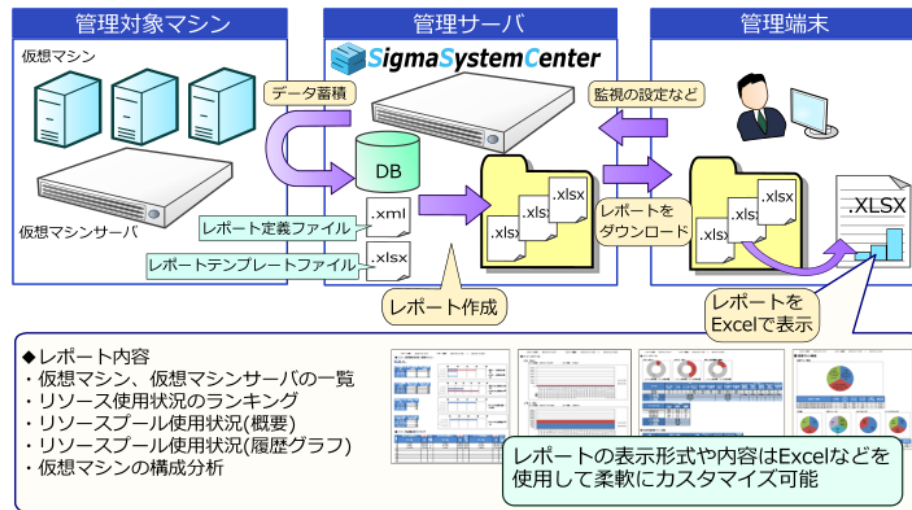 管理対象マシン
管理サーバ
管理端末
仮想マシン
SigmaSystemCenter
データ蓄積
監視の設定など
DB
.xml
.xlsx
.xlsx
.xlsx
.xlsx
レポートを
ダウンロード
.xlsx
.xlsx
.xlsx
.XLSX
仮想マシンサーバ
レポート定義ファイル
レポートテンプレートファイル
レポート作成
レポートを
Excelで表示
◆レポート内容
・仮想マシン、仮想マシンサーバの一覧
・リソース使用状況のランキング
・リソースプール使用状況(概要)
・リソースプール使用状況(履歴グラフ)
・仮想マシンの構成分析
レポートの表示形式や内容はExcelなどを
使用して柔軟にカスタマイズ可能